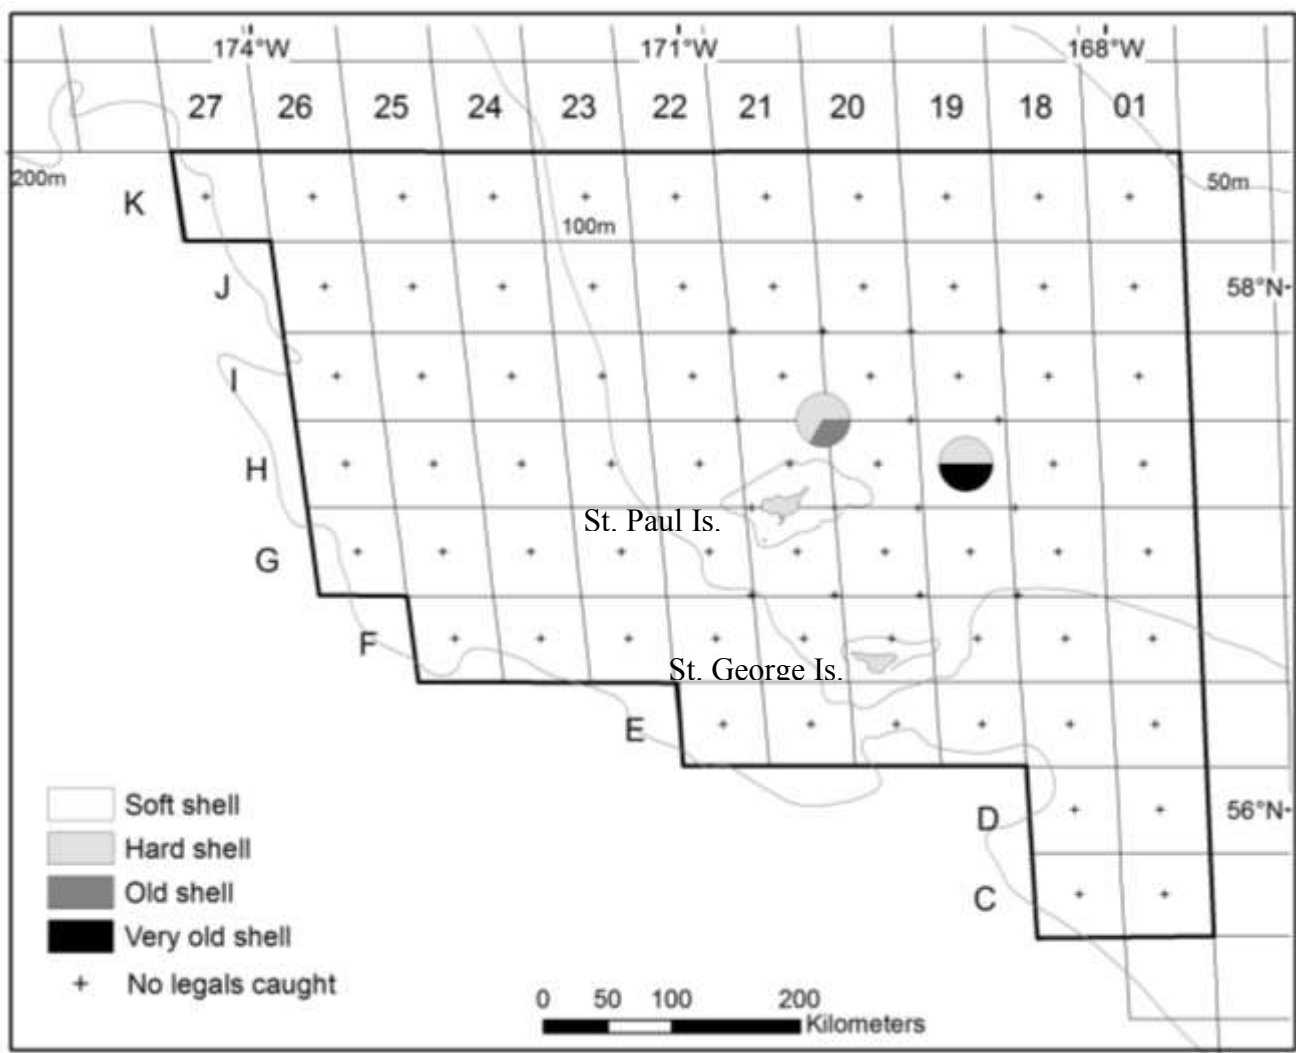 174°W 171°W 168°W
27 26 25 24 23 22 21 20 19 18 01
200m
50m
K
100m
J
58°N
I
H
St. Paul Is.
G
F
St. George Is.
E
Soft shell
D
56°N
Hard shell
Old shell
C
Very old shell
+ No legals caught
0 50 100 200
Kilometers